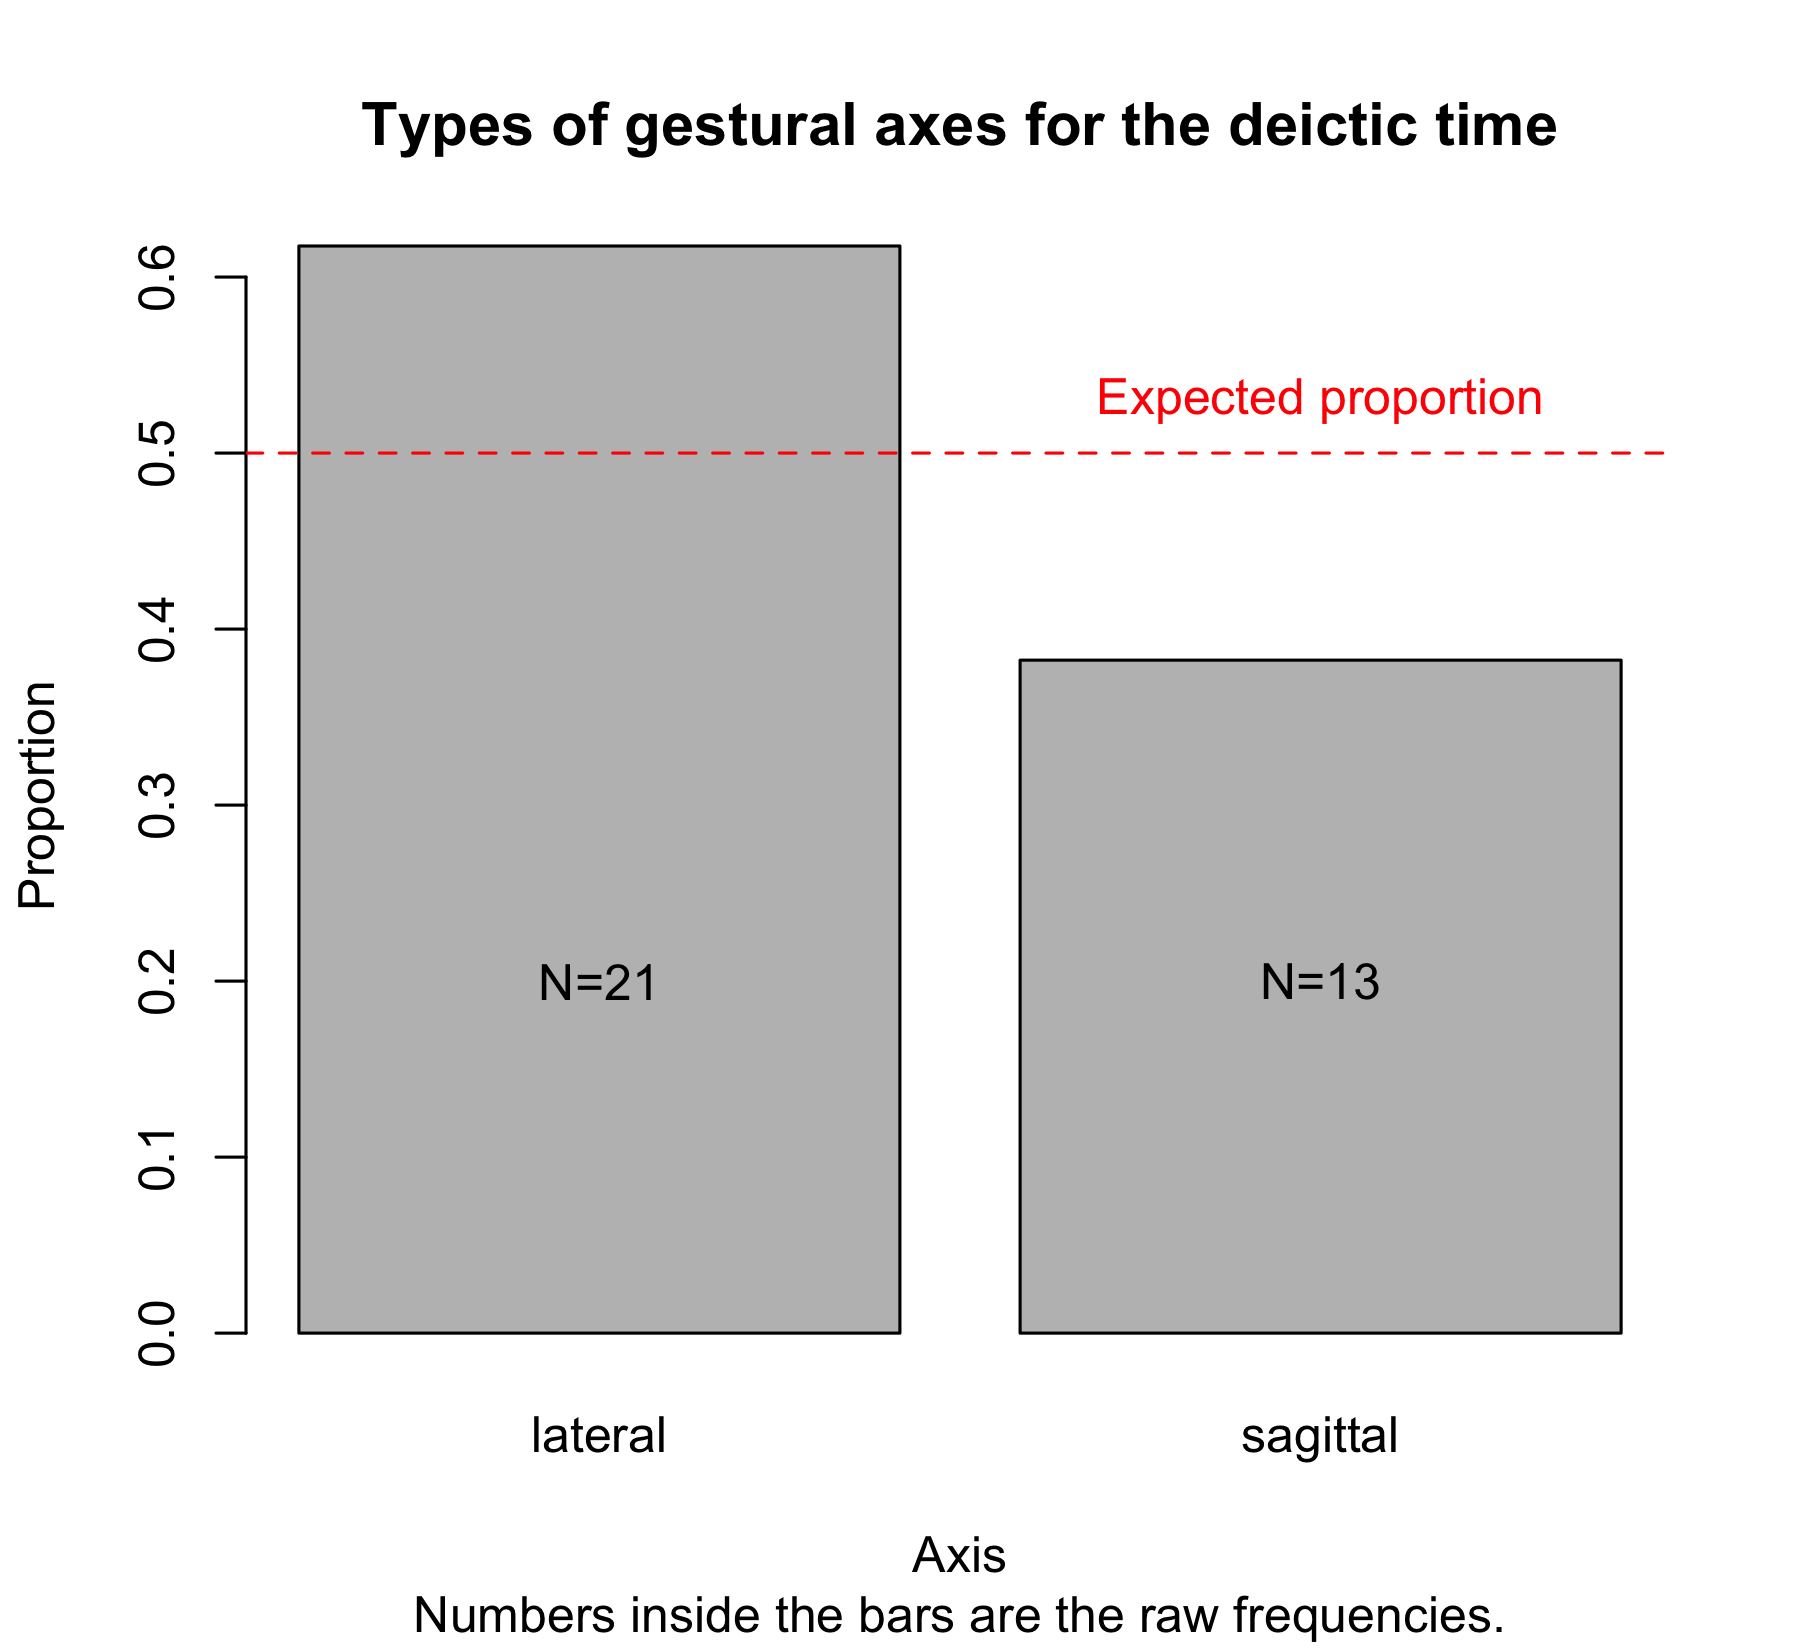 Types of gestural axes for the deictic time
Proportion
0.6
0.5
0.4
0.3
0.2
0.1
0.0
Expected proportion
N=21
N=13
lateral
sagittal
Axis
Numbers inside the bars are the raw frequencies.